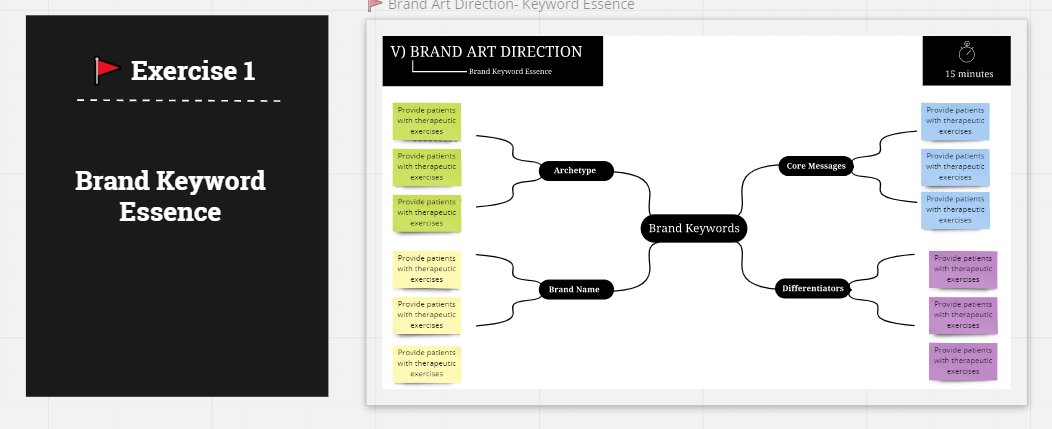 Brand Art Direction- Keyword Essence
Exercise 1
Brand Keyword
Essence
V) BRAND ART DIRECTION
Brand Keyword Essence
15 minutes
Provide patients
with therapeutic
exercises
Provide patients
with therapeutic
exercises
Provide patients
with therapeutic
exercises
Archetype
Provide patients
with therapeutic
exercises
Provide patients
with therapeutic
exercises
Provide patients
with therapeutic
exercises
Brand Name
Brand Keywords
Core Messages
Provide patients
with therapeutic
exercises
Provide patients
with therapeutic
exercises
Provide patients
with therapeutic
exercises
Differentiators
Provide patients
with therapeutic
exercises
Provide patients
with therapeutic
exercises
Provide patients
with therapeutic
exercises